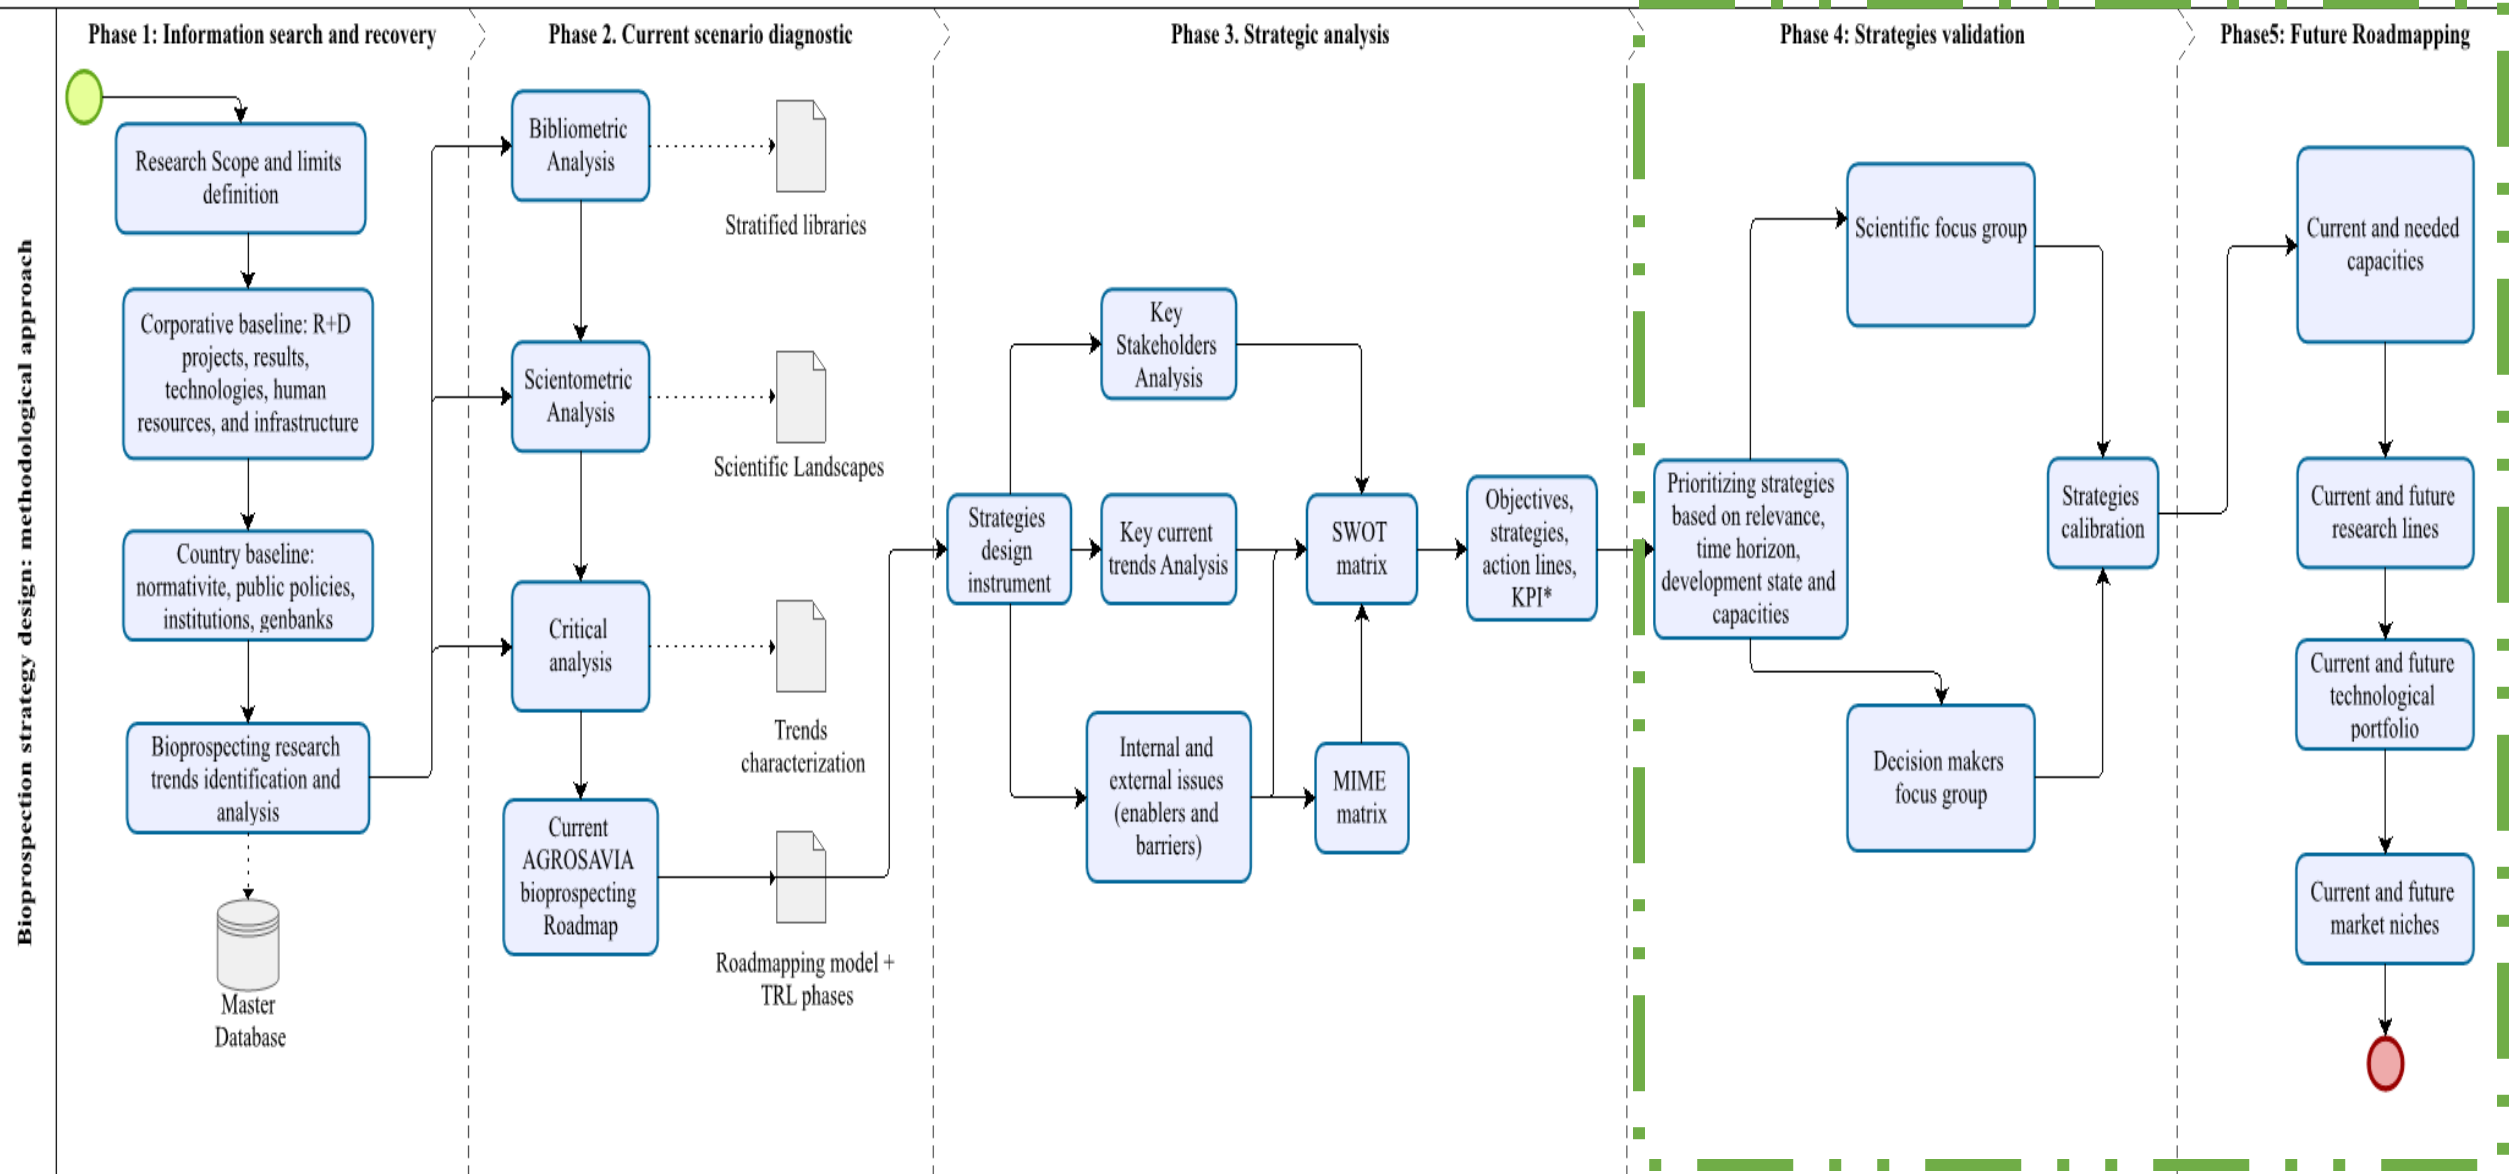 Bioprospection strategy design: methodological approach
Phase 1: Information search and recovery
Research Scope and limits
definition
Corporative baseline: R+D
projects, results,
technologies, human
resources, and infrastructure
Country baseline:
normativite, public policies,
institutions, genbanks
Bioprospecting research
trends identification and
analysis
Master
Database
Phase 2. Current scenario diagnostic
Bibliometric
Analysis
Stratified libraries
Scientometric
Analysis
Scientific Landscapes
Critical
analysis
Trends
characterization
Current
AGROSAVIA
bioprospecting
Roadmap
Roadmapping model +
TRL phases
Phase 3. Strategic analysis
Strategies
design
instrument
Key
Stakeholders
Analysis
Key current
trends Analysis
Internal and
external issues
(enablers and
barriers)
SWOT
matrix
MIME
matrix
Objectives,
strategies,
action lines,
KPI*
Phase 4: Strategies validation
Prioritizing strategies
based on relevance,
time horizon,
development state and
capacities
Scientific focus group
Decision makers
focus group
Strategies
calibration
Phase5: Future Roadmapping
Current and needed
capacities
Current and future
research lines
Current and future
technological
portfolio
Current and future
market niches